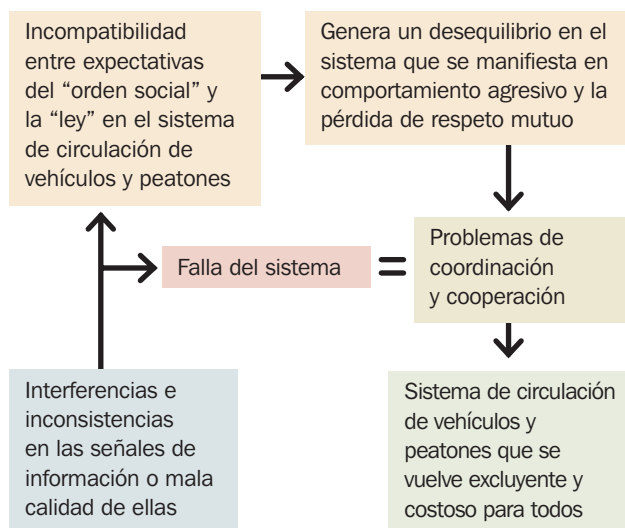 Incompatibilidad
entre expectativas
del “orden social” y
la “ley” en el sistema
de circulación de
vehículos y peatones
Genera un desequilibrio en el
sistema que se manifiesta en
comportamiento agresivo y la
pérdida de respeto mutuo
Falla del sistema
=
Problemas de
coordinación
y cooperación
Interferencias e
inconsistencias
en las señales de
información o mala
calidad de ellas
Sistema de circulación
de vehículos y
peatones que se
vuelve excluyente y
costoso para todos